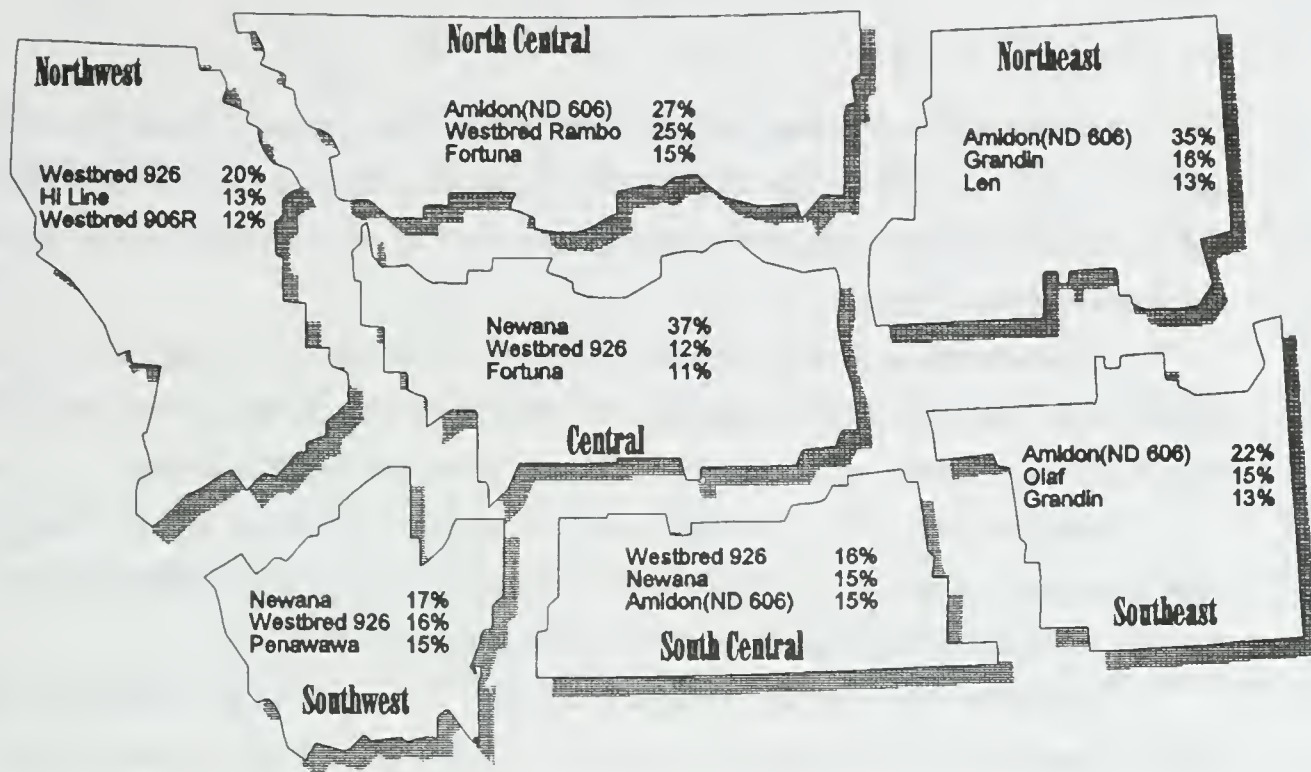 Northwest
Westbred 926 20%
Hi Line 13%
Westbred 906R 12%
North Central
Amidon(ND 606) 27%
Westbred Rambo 25%
Fortuna 15%
Northeast
Amidon(ND 606) 35%
Grandin 16%
Len 13%
Newana 37%
Westbred 926 12%
Fortuna 11%
Central
Amidon(ND 606) 22%
Olaf 15%
Grandin 13%
Southeast
Newana 17%
Westbred 926 16%
Penawawa 15%
Southwest
Westbred 926 16%
Newana 15%
Amidon(ND 606) 15%
South Central